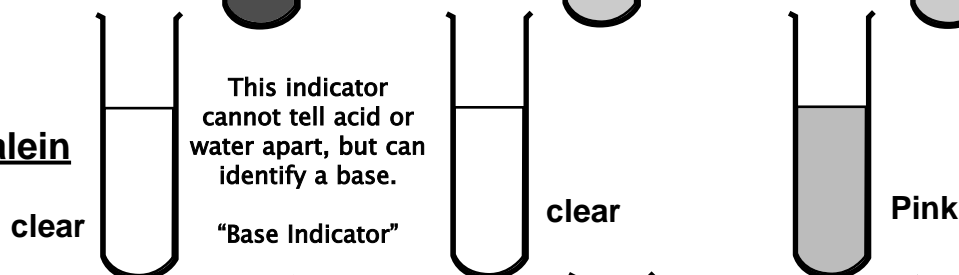 This indicator
cannot tell acid or
water apart, but can
identify a base.
"Base Indicator"
alein
clear
clear
Pink